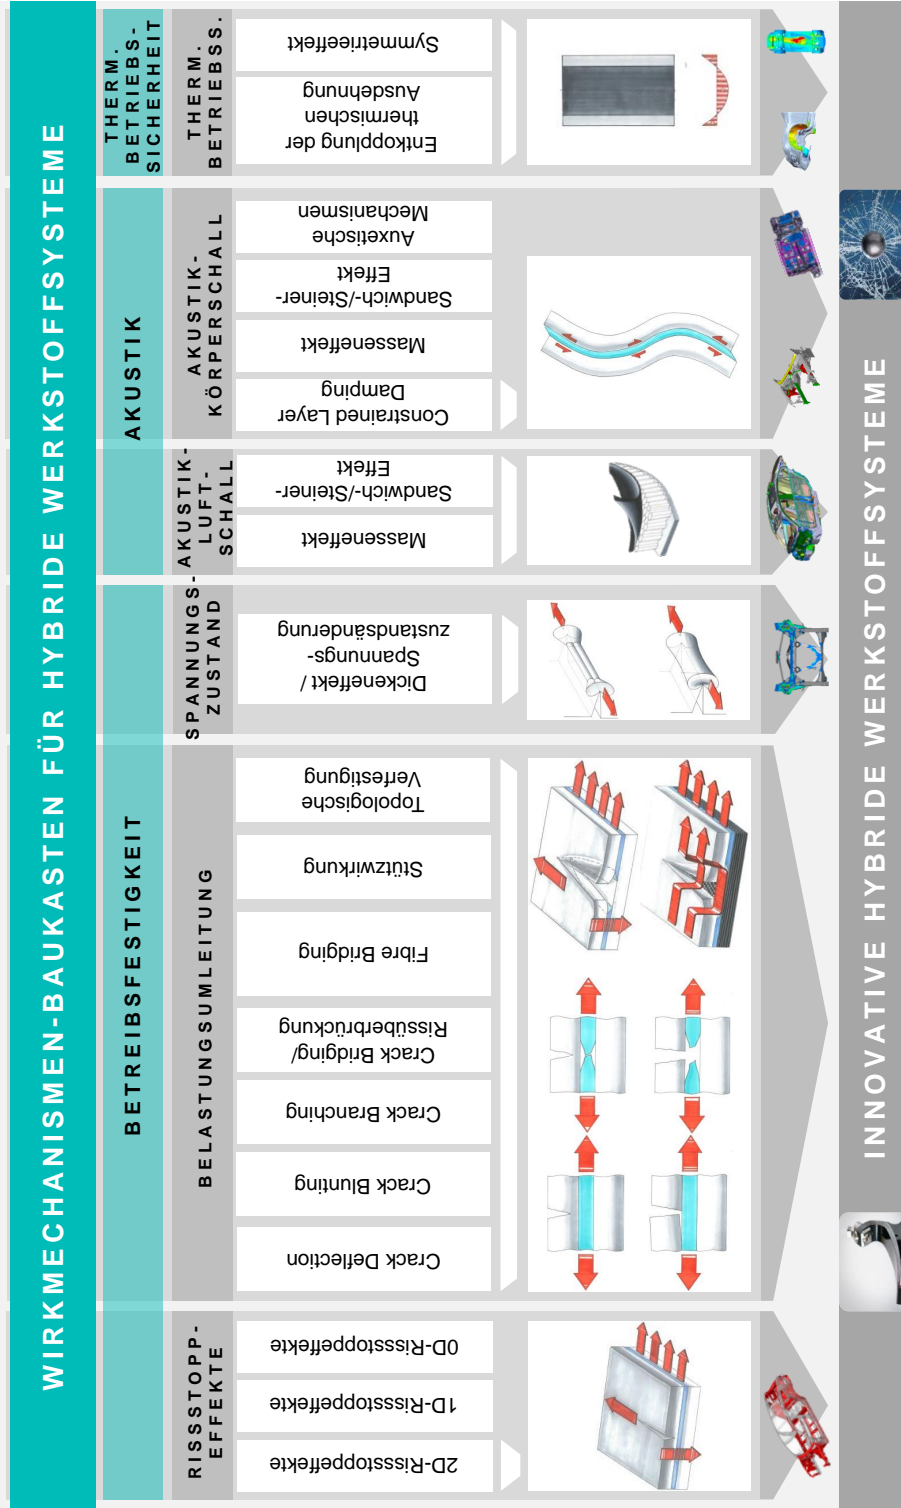 WIRKMECHANISMEN-BAUKASTEN FÜR HYBRIDE WERKSTOFFSYSTEME
BETREIBSFESTIGKEIT
AKUSTIK
THERM.
BETRIEBS-
SICHERHEIT
RISSSTOPP-
EFFEKTE
BELASTUNGSUMLEITUNG
SPANNUNGS-
ZUSTAND
AKUSTIK-
LUFT-
SCHALL
AKUSTIK-
KÖRPERSCHALL
THERM.
BETRIEBSS.
2D-Rissstoppeffekte
1D-Rissstoppeffekte
0D-Rissstoppeffekte
Crack Deflection
Crack Blunting
Crack Branching
Crack Bridging/
Rissüberbrückung
Fibre Bridging
Stützwirkung
Topologische
Verfestigung
Dickeneffekt /
Spannungs-
zustandsänderung
Masseneffekt
Sandwich-/Steiner-
Effekt
Constrained Layer
Damping
Masseneffekt
Sandwich-/Steiner-
Effekt
Auxetische
Mechanismen
Entkopplung der
thermischen
Ausdehnung
Symmetrieeffekt
INNOVATIVE HYBRIDE WERKSTOFFSYSTEME